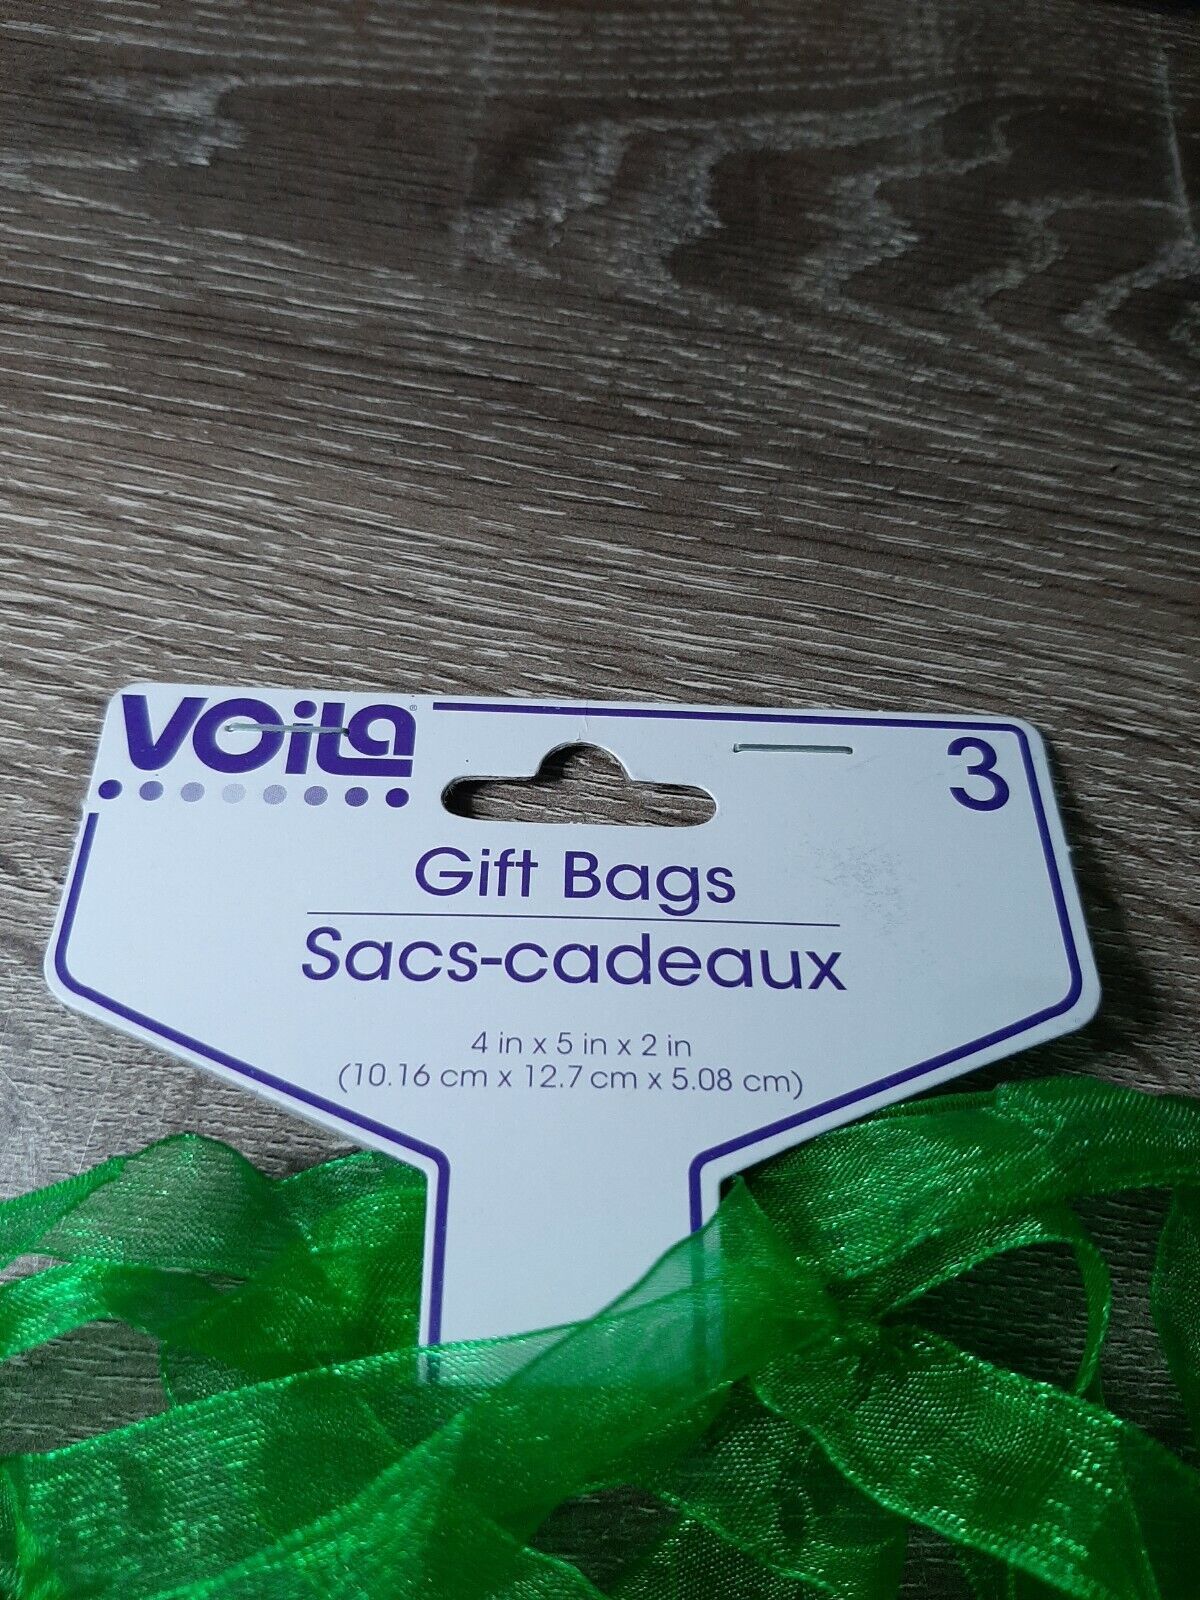 VOiLa®
3
Gift Bags
Sacs-cadeaux
4 in x 5 in x 2 in
(10.16 cm x 12.7 cm x 5.08 cm)